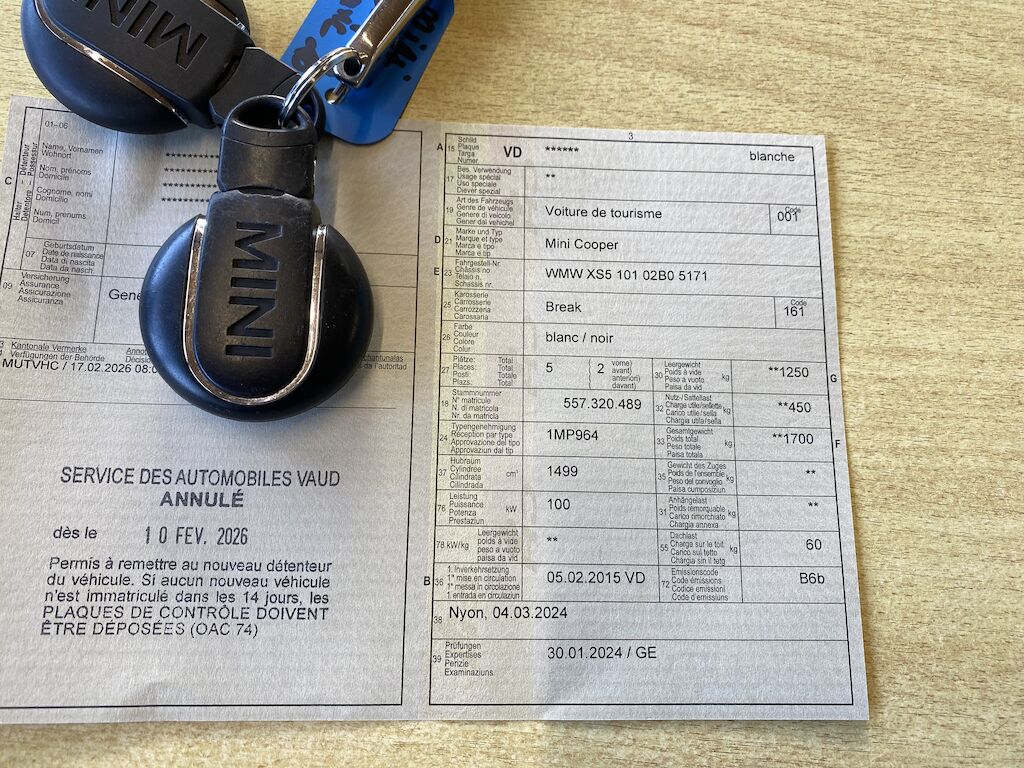 MINI
MINI
01–06
C
Halter - Détenteur
Detentore - Possessur
Name, Vornamen
Wohnort
Nom, prénoms
Domicile
Cognome, nomi
Domicilio
Num, prenums
Domicil
******
******
******
******
07
Geburtsdatum
Date de naissance
Data di nascita
Data da nasch.
09
Versicherung
Assurance
Assicurazione
Assicuranza
Gene
Kantonale Vermerke
Verfügungen der Behörde
MUTVHC / 17.02.2026 08:0
SERVICE DES AUTOMOBILES VAUD
ANNULÉ
dès le 10 FEV. 2026
Permis à remettre au nouveau détenteur
du véhicule. Si aucun nouveau véhicule
n'est immatriculé dans les 14 jours, les
PLAQUES DE CONTRÔLE DOIVENT
ÊTRE DÉPOSÉES (OAC 74)
3
A 15
Schild
Plaque
Targa
Numer
VD ****** blanche
17
Bes. Verwendung
Usage spécial
Uso speciale
Diever spezial
**
19
Art des Fahrzeugs
Genre de véhicule
Genere di veicolo
Gener dal vehichel
Voiture de tourisme
Code
001
D 21
Marke und Typ
Marque et type
Marca e tipo
Marca e tip
Mini Cooper
E 23
Fahrgestell-Nr.
Châssis no
Telaio n.
Schassis nr.
WMW XS5 101 02B0 5171
25
Karosserie
Carrosserie
Carrozzeria
Carossaria
Break
Code
161
26
Farbe
Couleur
Colore
Colur
blanc / noir
27
Plätze: Total
Places: Total
Posti: Totale
Plazs: Total
5 ( 2 vorne)
avant)
anteriori)
davant)
30
Leergewicht
Poids à vide
Peso a vuoto
Paisa da vid
kg
**1250
G
18
Stammnummer
N° matricule
N. di matricola
Nr. da matricla
557.320.489
32
Nutz-/Sattellast
Charge utile/sellette
Carico utile/sella
Chargia utila/sella
kg
**450
24
Typengenehmigung
Réception par type
Approvazione del tipo
Approvaziun dal tip
1MP964
33
Gesamtgewicht
Poids total
Peso totale
Paisa totala
kg
**1700
F
37
Hubraum
Cylindrée
Cilindrata
Cilindrada
cm³
1499
35
Gewicht des Zuges
Poids de l'ensemble
Peso del convoglio
Paisa cumposiziun
kg
**
76
Leistung
Puissance
Potenza
Prestaziun
kW
100
31
Anhängelast
Poids remorquable
Carico rimorchiato
Chargia annexa
kg
**
78 kW/kg
Leergewicht
poids à vide
peso a vuoto
paisa da vid
**
55
Dachlast
Charge sur le toit
Carico sul tetto
Chargia sin il tetg
kg
60
B 36
1. Inverkehrsetzung
1re mise en circulation
1a messa in circolazione
1. entrada en circulaziun
05.02.2015 VD
72
Emissionscode
Code émissions
Codice emissioni
Code d'emissiuns
B6b
38
Nyon, 04.03.2024
39
Prüfungen
Expertises
Perizie
Examinaziuns
30.01.2024 / GE